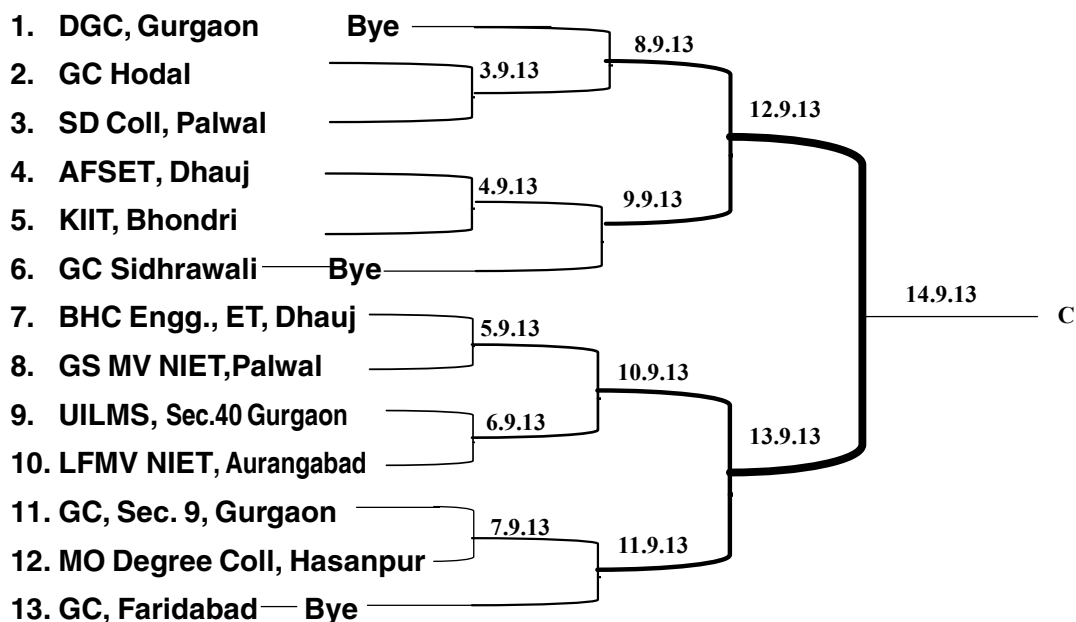 1. DGC, Gurgaon Bye
8.9.13
2. GC Hodal
3.9.13
12.9.13
3. SD Coll, Palwal
4. AFSET, Dhauj
4.9.13
9.9.13
5. KIIT, Bhondri
6. GC Sidhrawali Bye
14.9.13
C
7. BHC Engg., ET, Dhauj
5.9.13
8. GS MV NIET,Palwal
10.9.13
9. UILMS, Sec.40 Gurgaon
6.9.13
13.9.13
10. LFMV NIET, Aurangabad
11. GC, Sec. 9, Gurgaon
7.9.13
11.9.13
12. MO Degree Coll, Hasanpur
13. GC, Faridabad Bye